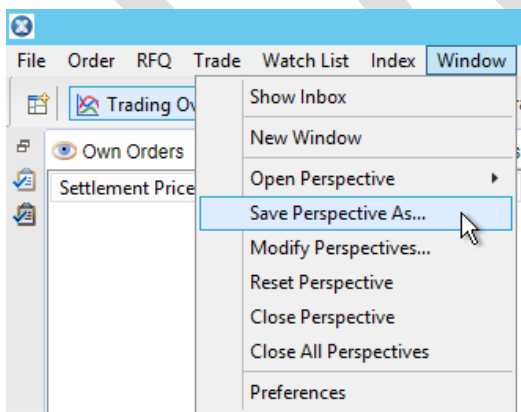 File Order RFQ Trade Watch List Index Window
Trading Ov
Show Inbox
New Window
Own Orders
Open Perspective
Settlement Price
Save Perspective As...
Modify Perspectives...
Reset Perspective
Close Perspective
Close All Perspectives
Preferences